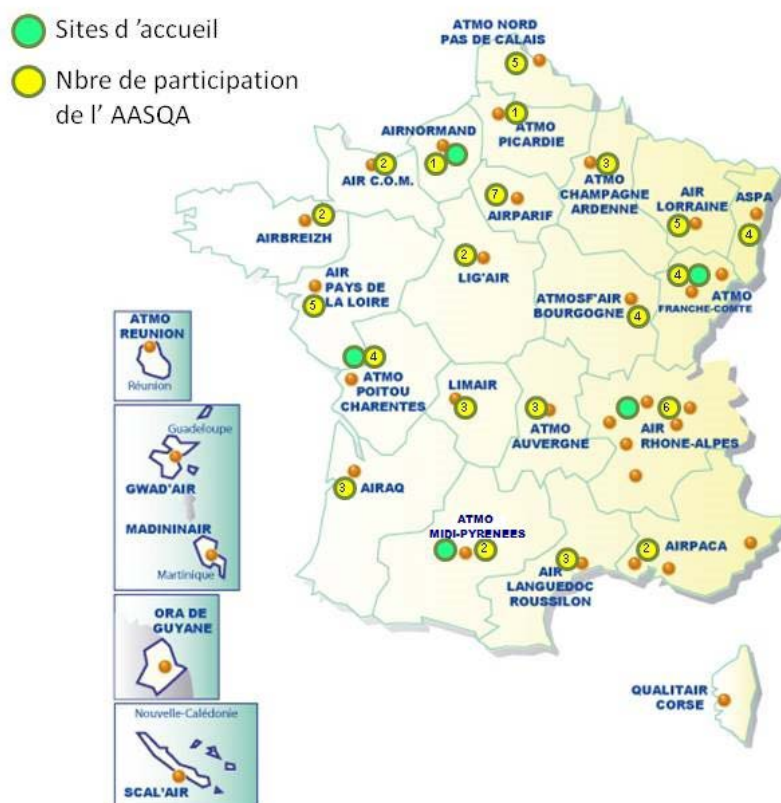 Sites d 'accueil
Nbre de participation
de l' AASQA
ATMO NORD
PAS DE CALAIS
5
1
ATMO
PICARDIE
AIRNORMAND
1
2
AIR C.O.M.
3
ATMO
CHAMPAGNE
ARDENNE
7
AIRPARIF
AIR
LORRAINE
5
ASPA
4
2
AIRBREIZH
2
LIG'AIR
4
ATMO
FRANCHE-COMTE
AIR
PAYS DE
LA LOIRE
5
ATMOSF'AIR
BOURGOGNE
4
ATMO
REUNION
Réunion
4
ATMO
POITOU
CHARENTES
LIMAIR
3
3
ATMO
AUVERGNE
6
AIR
RHONE-ALPES
Guadeloupe
GWAD'AIR
MADININAIR
Martinique
3
AIRAQ
ATMO
MIDI-PYRENEES
2
3
AIR
LANGUEDOC
ROUSSILON
2
AIRPACA
ORA DE
GUYANE
QUALITAIR
CORSE
Nouvelle-Calédonie
SCAL'AIR